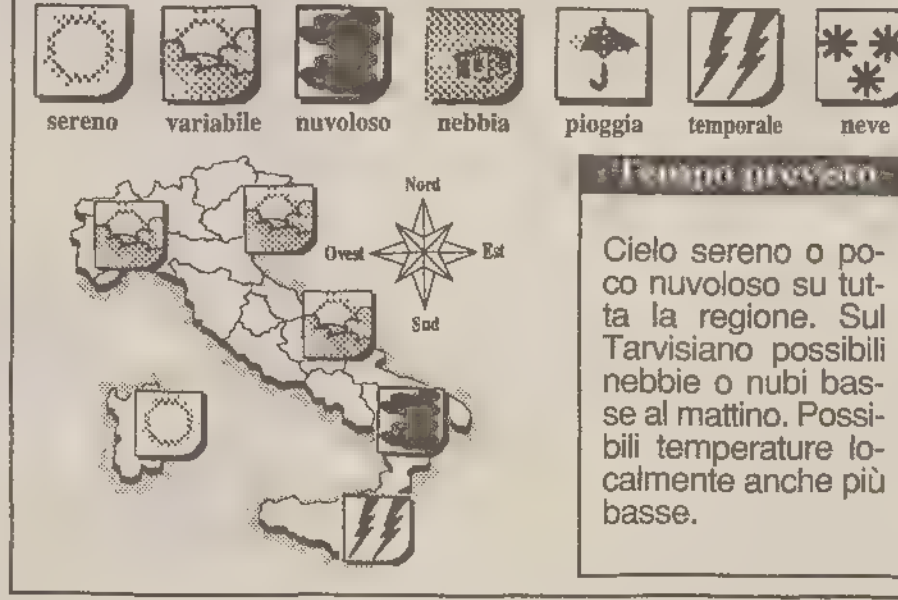 sereno variabile nuvoloso nebbia pioggia temporale neve
Nord
Ovest Est
Sud
Tempo previsto
Cielo sereno o po-
co nuvoloso su tut-
ta la regione. Sul
Tarvisiano possibili
nebbie o nubi bas-
se al mattino. Possi-
bili temperature lo-
calmente anche più
basse.